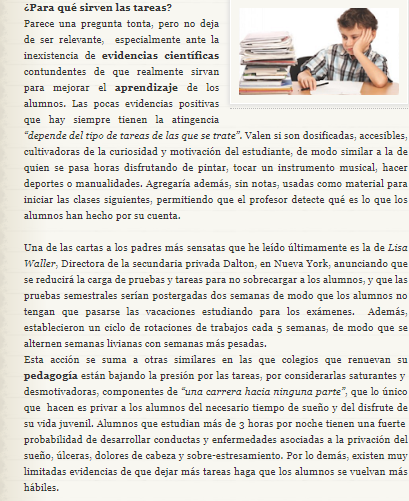 ¿Para qué sirven las tareas?
Parece una pregunta tonta, pero no deja
de ser relevante, especialmente ante la
inexistencia de evidencias científicas
contundentes de que realmente sirvan
para mejorar el aprendizaje de los
alumnos. Las pocas evidencias positivas
que hay siempre tienen la atingencia
“depende del tipo de tareas de las que se trate”. Valen si son dosificadas, accesibles,
cultivadoras de la curiosidad y motivación del estudiante, de modo similar a la de
quien se pasa horas disfrutando de pintar, tocar un instrumento musical, hacer
deportes o manualidades. Agregaría además, sin notas, usadas como material para
iniciar las clases siguientes, permitiendo que el profesor detecte qué es lo que los
alumnos han hecho por su cuenta.
Una de las cartas a los padres más sensatas que he leído últimamente es la de Lisa
Waller, Directora de la secundaria privada Dalton, en Nueva York, anunciando que
se reducirá la carga de pruebas y tareas para no sobrecargar a los alumnos, y que las
pruebas semestrales serían postergadas dos semanas de modo que los alumnos no
tengan que pasarse las vacaciones estudiando para los exámenes. Además,
establecieron un ciclo de rotaciones de trabajos cada 5 semanas, de modo que se
alternen semanas livianas con semanas más pesadas.
Esta acción se suma a otras similares en las que colegios que renuevan su
pedagogía están bajando la presión por las tareas, por considerarlas saturantes y
desmotivadoras, componentes de “una carrera hacia ninguna parte”, que lo único
que hacen es privar a los alumnos del necesario tiempo de sueño y del disfrute de
su vida juvenil. Alumnos que estudian más de 3 horas por noche tienen una fuerte
probabilidad de desarrollar conductas y enfermedades asociadas a la privación del
sueño, úlceras, dolores de cabeza y sobre-estresamiento. Por lo demás, existen muy
limitadas evidencias de que dejar más tareas haga que los alumnos se vuelvan más
hábiles.